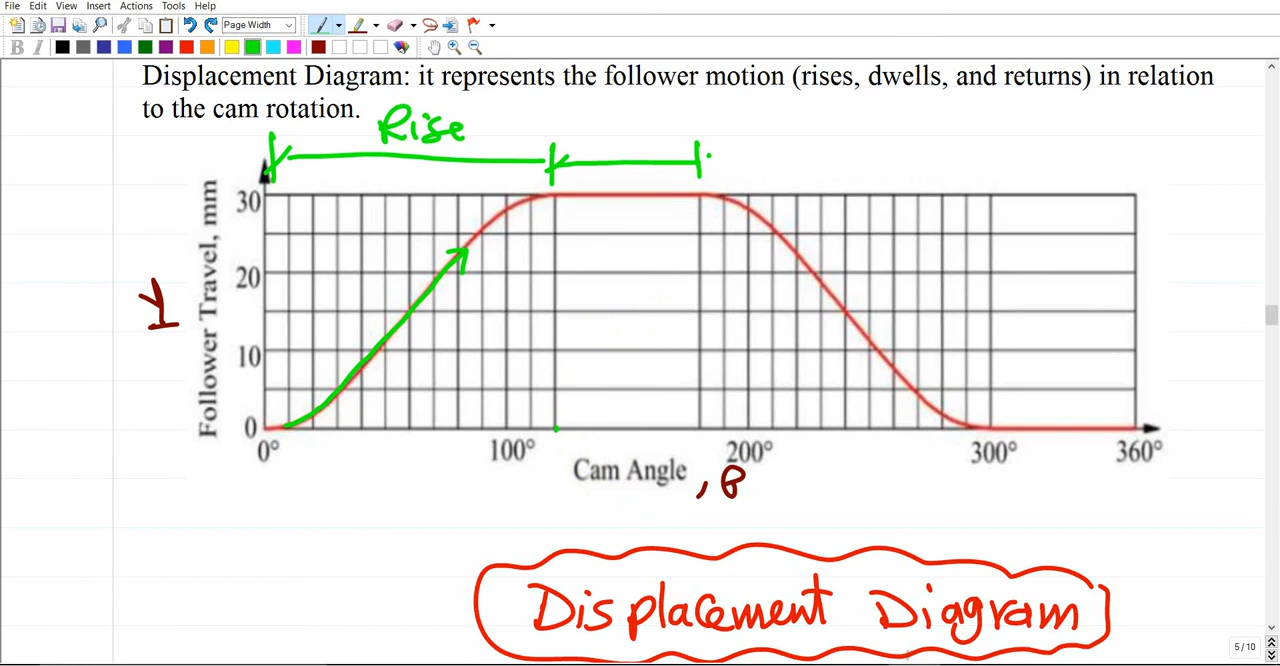 File Edit View Insert Actions Tools Help
Page Width
B I
Displacement Diagram: it represents the follower motion (rises, dwells, and returns) in relation
to the cam rotation.
Rise
30
20
10
0
Follower Travel, mm
Y
0° 100° 200° 300° 360°
Cam Angle , θ
Displacement Diagram
5 / 10